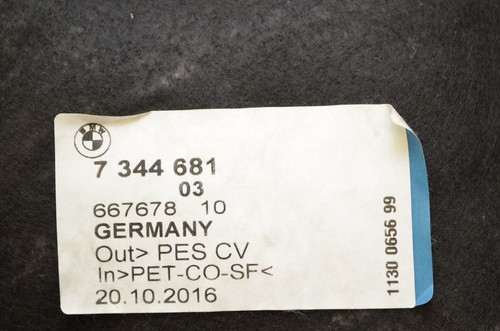 BMW
7 344 681
03
667678 10
GERMANY
Out> PES CV
In>PET-CO-SF<
20.10.2016
1130 0656 99